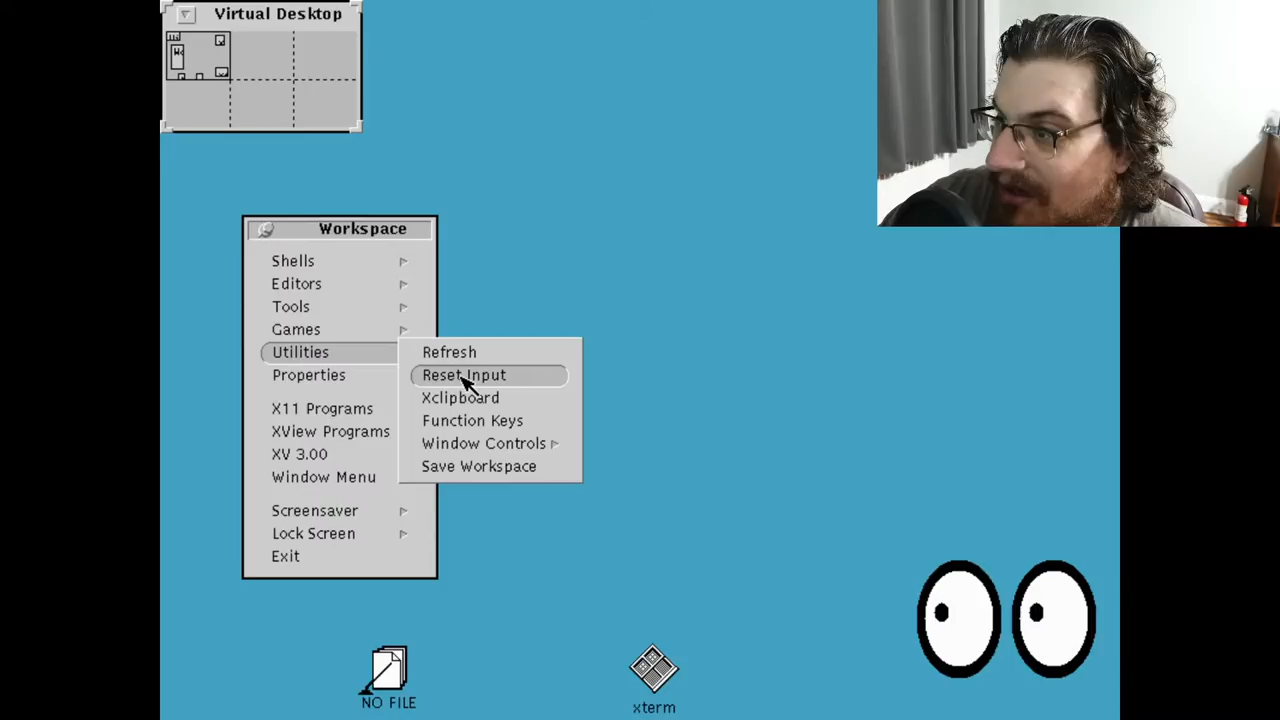 Virtual Desktop
Workspace
Shells
Editors
Tools
Games
Utilities
Properties
X11 Programs
XView Programs
XV 3.00
Window Menu
Screensaver
Lock Screen
Exit
Refresh
Reset Input
Xclipboard
Function Keys
Window Controls
Save Workspace
NO FILE
xterm